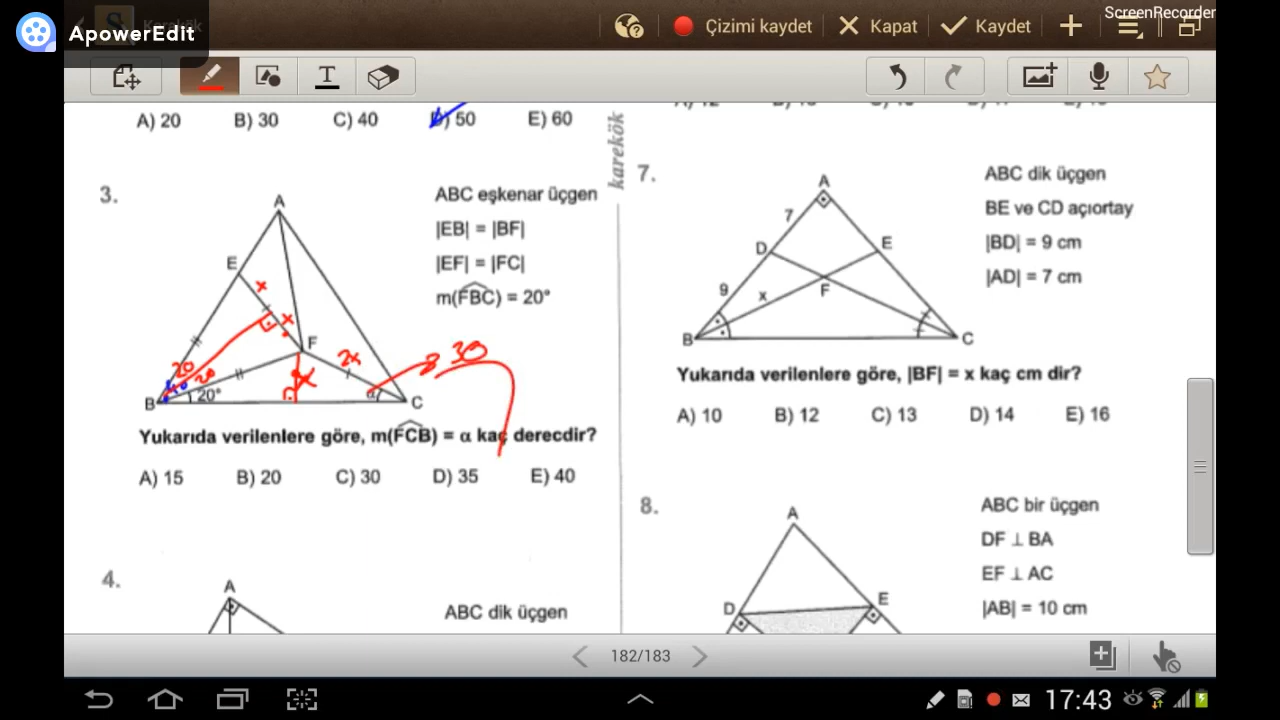 ScreenRecorder
ApowerEdit
Karekök
Çizimi kaydet
Kapat
Kaydet
T
A) 20 B) 30 C) 40 D) 50 E) 60
3.
ABC eşkenar üçgen
|EB| = |BF|
|EF| = |FC|
m(FBC) = 20°
A
E
F
B
C
x
x
20
20
20°
2x
x
α
30
Yukarıda verilenlere göre, m(FCB) = α kaç derecdir?
A) 15 B) 20 C) 30 D) 35 E) 40
4.
A
ABC dik üçgen
karekök
7.
ABC dik üçgen
BE ve CD açıortay
|BD| = 9 cm
|AD| = 7 cm
A
7
D
E
9
x
F
B
C
Yukarıda verilenlere göre, |BF| = x kaç cm dir?
A) 10 B) 12 C) 13 D) 14 E) 16
8.
ABC bir üçgen
DF ⊥ BA
EF ⊥ AC
|AB| = 10 cm
A
D
E
182/183
17:43